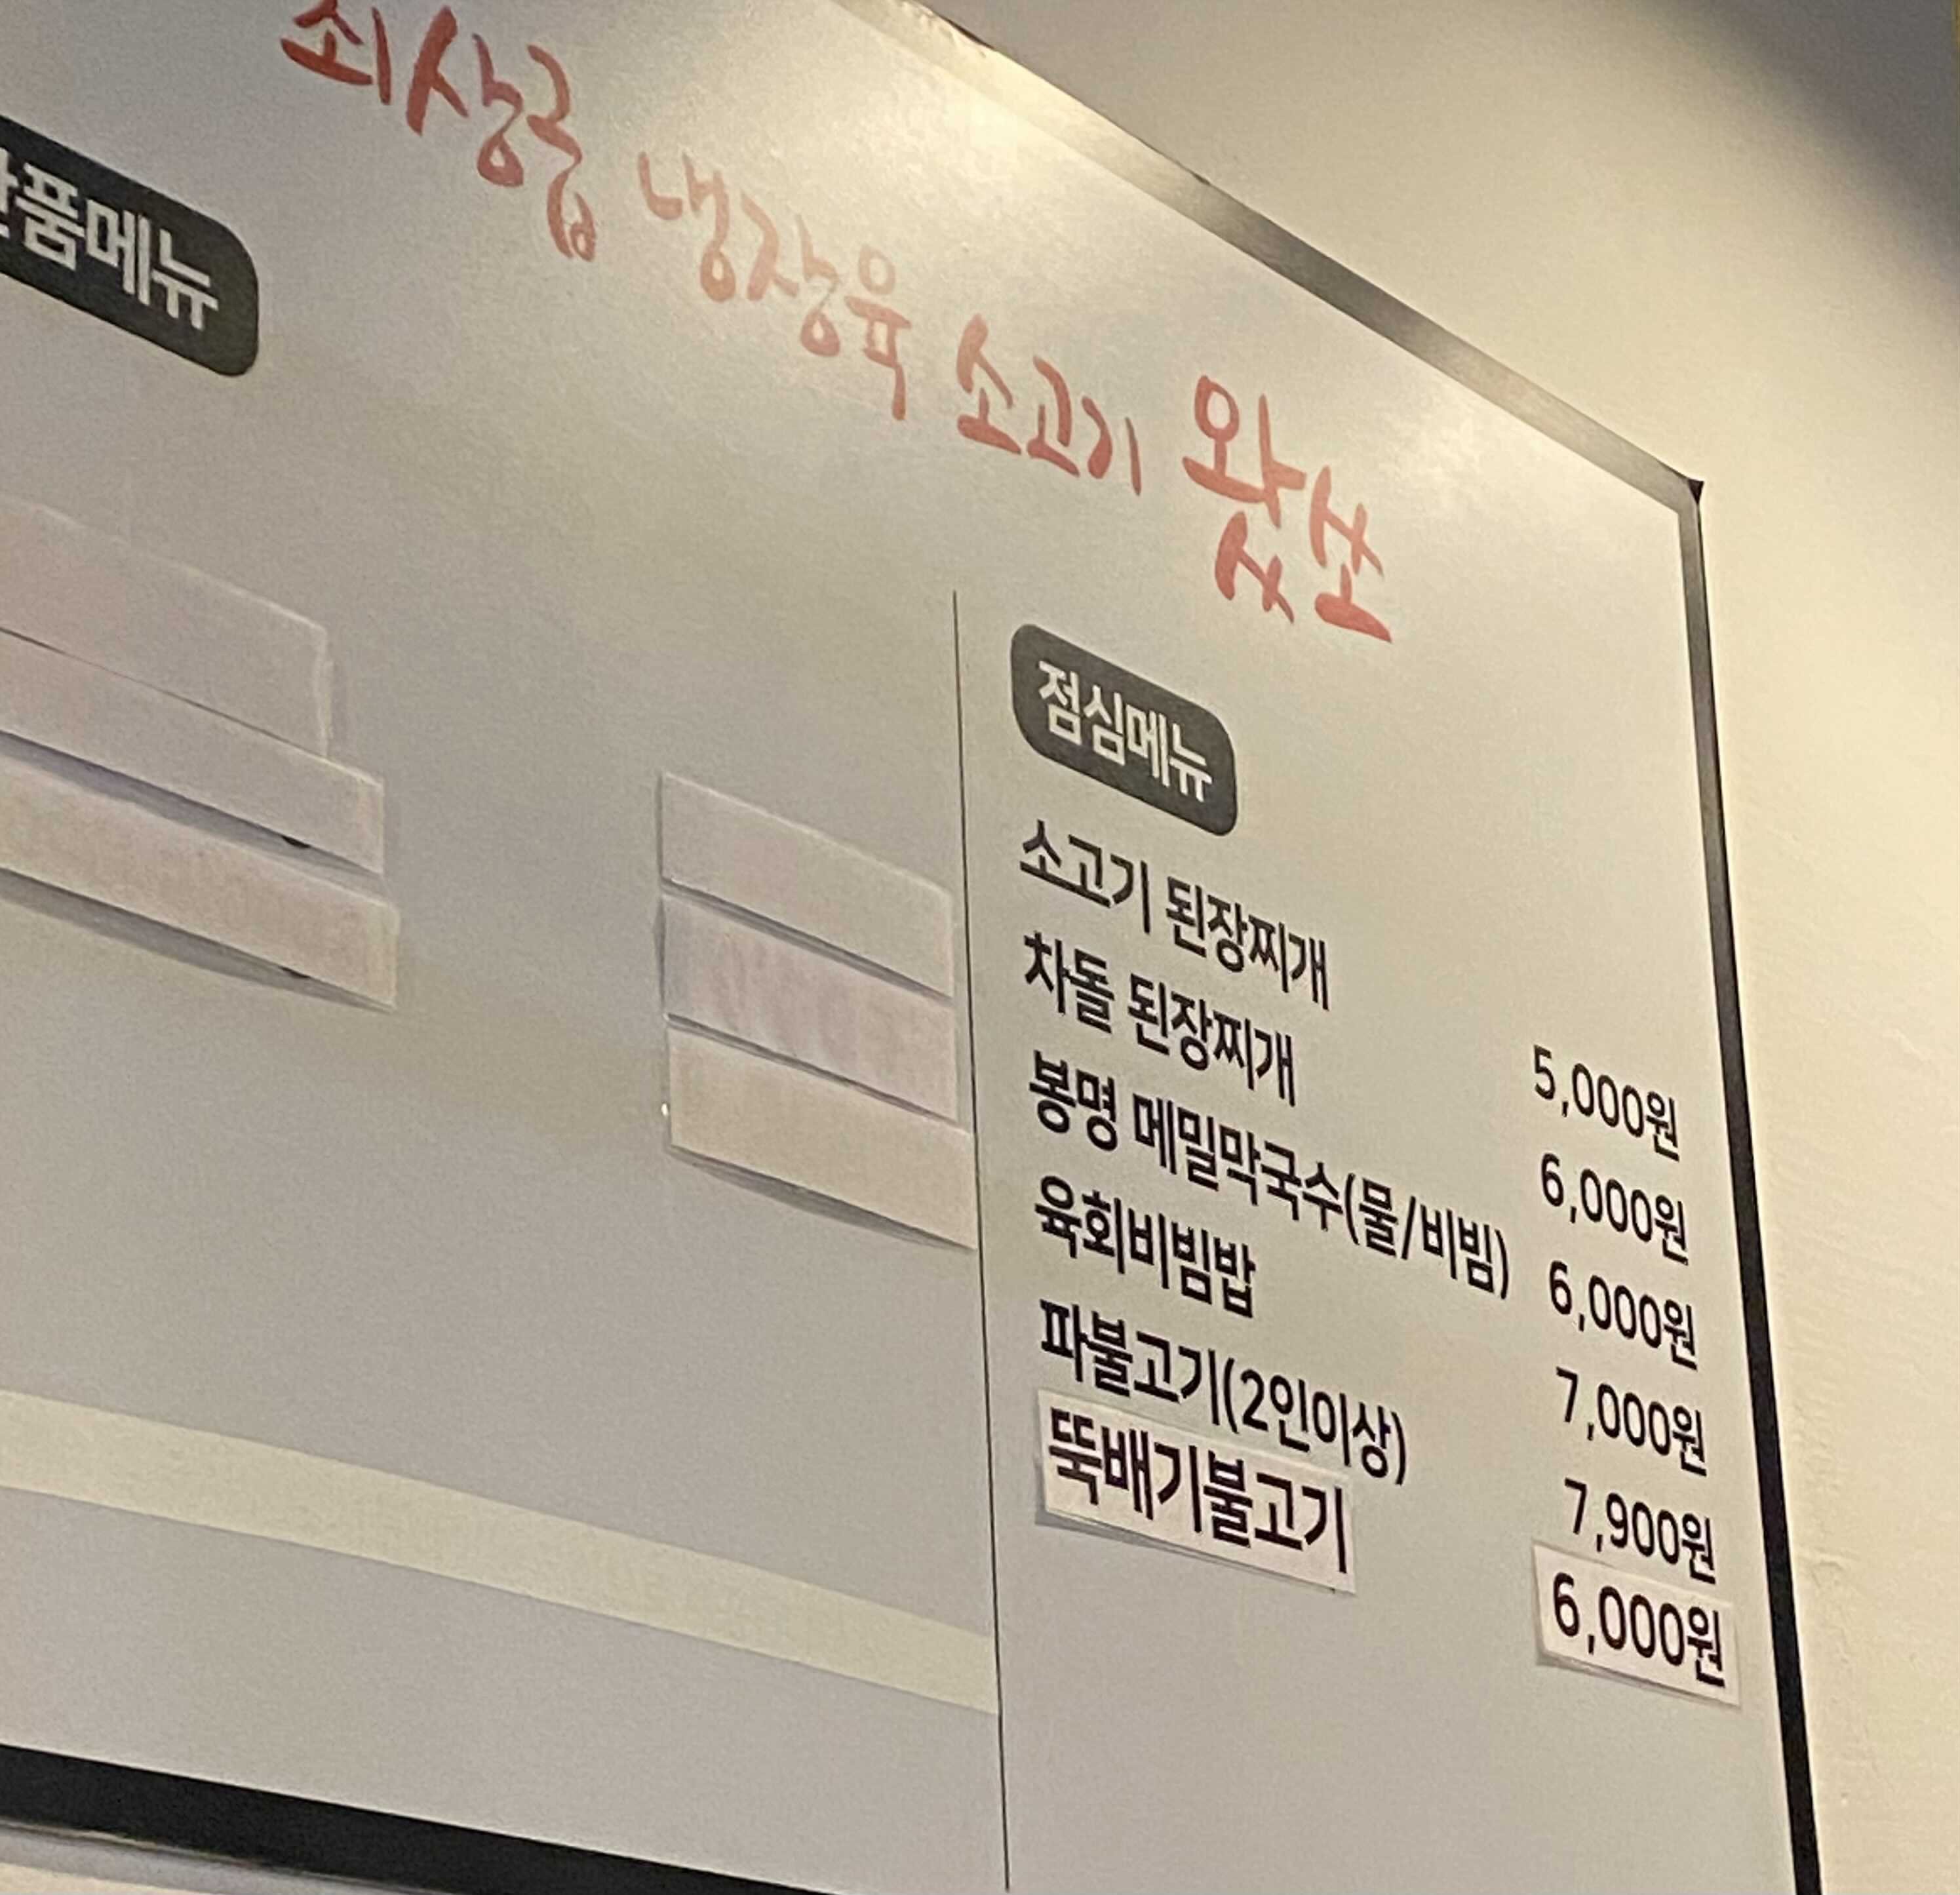 최상급 냉장육 소고기 왔소
단품메뉴
점심메뉴
소고기 된장찌개 5,000원
차돌 된장찌개 6,000원
봉명 메밀막국수(물/비빔) 6,000원
육회비빔밥 7,000원
파불고기(2인이상) 7,900원
뚝배기불고기 6,000원